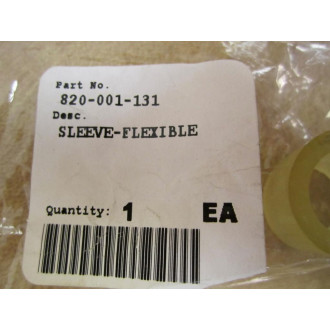 Part No.
820-001-131
Desc.
SLEEVE-FLEXIBLE
Quantity: 1 EA